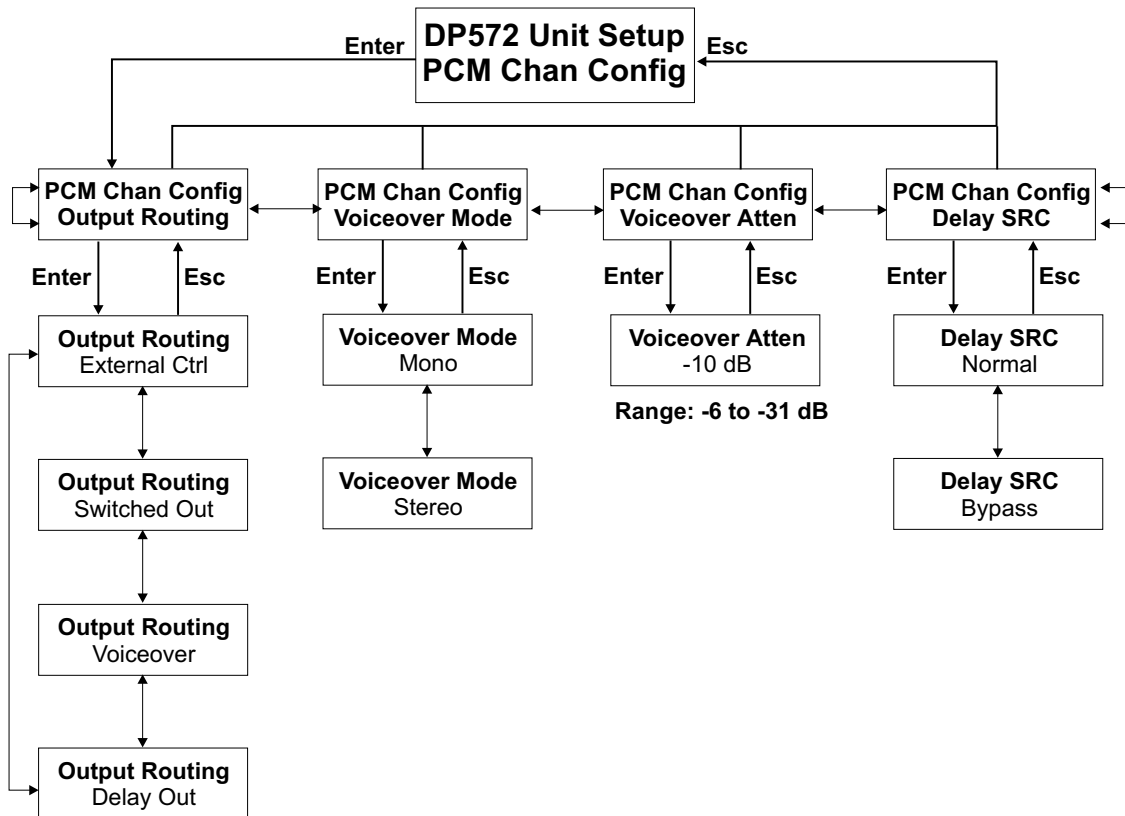 DP572 Unit Setup
PCM Chan Config
Enter
Esc
PCM Chan Config
Output Routing
PCM Chan Config
Voiceover Mode
PCM Chan Config
Voiceover Atten
PCM Chan Config
Delay SRC
Enter
Esc
Enter
Esc
Enter
Esc
Enter
Esc
Output Routing
External Ctrl
Voiceover Mode
Mono
Voiceover Atten
-10 dB
Delay SRC
Normal
Range: -6 to -31 dB
Output Routing
Switched Out
Voiceover Mode
Stereo
Delay SRC
Bypass
Output Routing
Voiceover
Output Routing
Delay Out